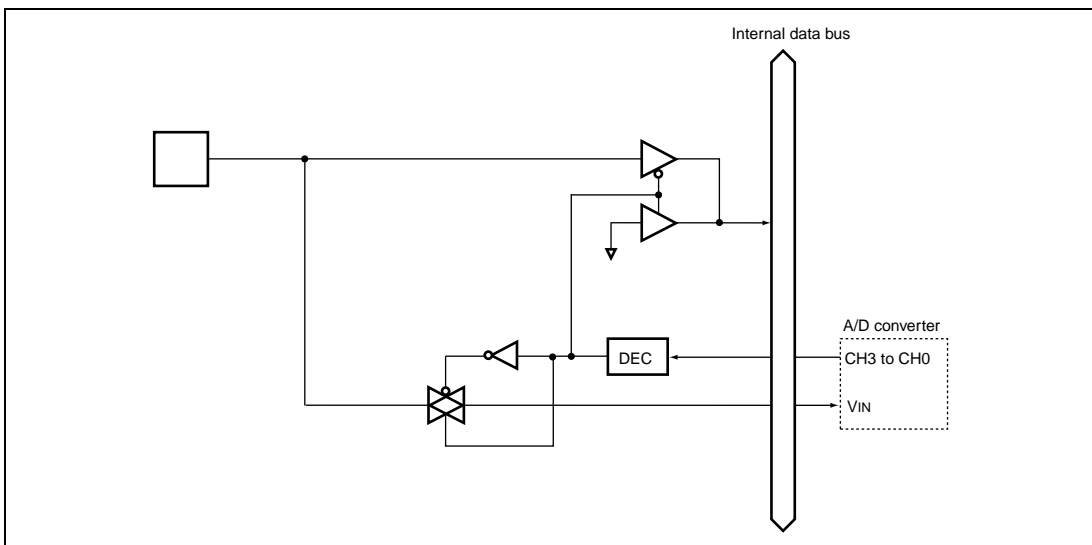 Internal data bus
A/D converter
DEC
CH3 to CH0
VIN